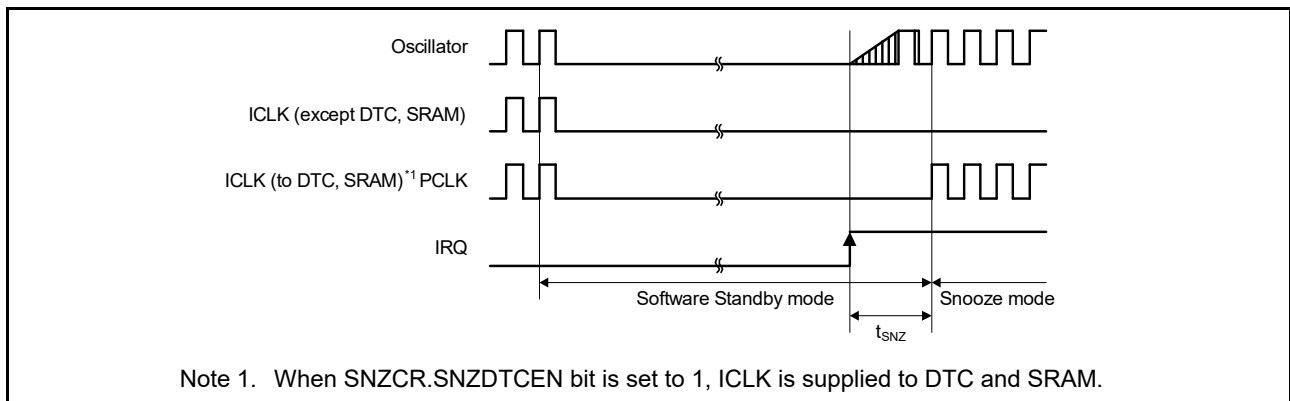 Oscillator
ICLK (except DTC, SRAM)
ICLK (to DTC, SRAM)*1 PCLK
IRQ
Software Standby mode
Snooze mode
tSNZ
Note 1. When SNZCR.SNZDTCEN bit is set to 1, ICLK is supplied to DTC and SRAM.